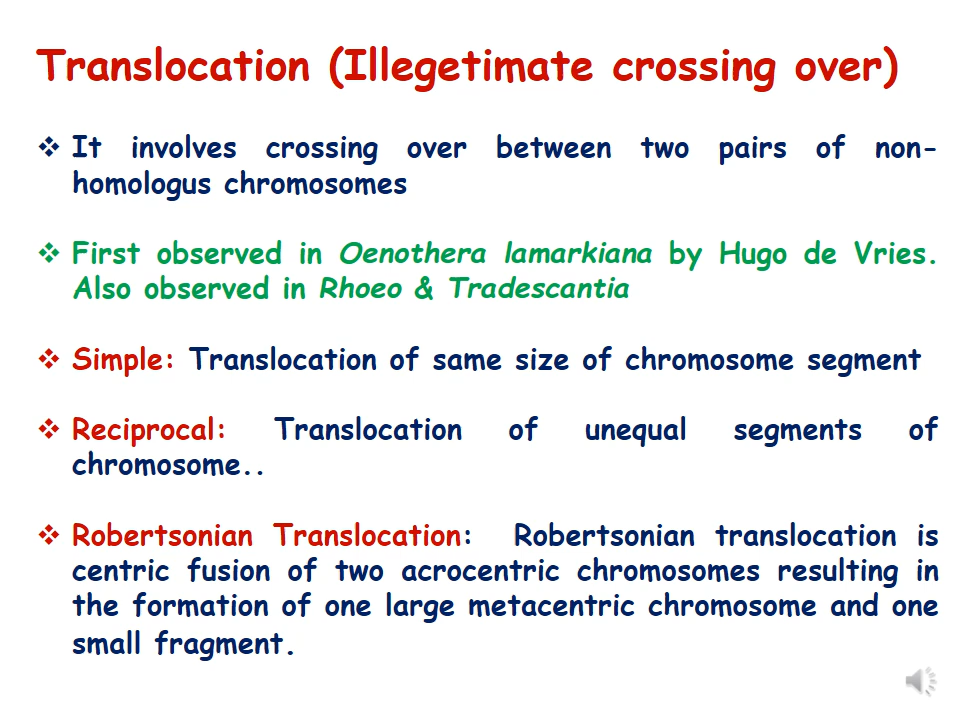 Translocation (Illegetimate crossing over)
❖ It involves crossing over between two pairs of non-
homologus chromosomes
❖ First observed in Oenothera lamarkiana by Hugo de Vries.
Also observed in Rhoeo & Tradescantia
❖ Simple: Translocation of same size of chromosome segment
❖ Reciprocal: Translocation of unequal segments of
chromosome..
❖ Robertsonian Translocation: Robertsonian translocation is
centric fusion of two acrocentric chromosomes resulting in
the formation of one large metacentric chromosome and one
small fragment.